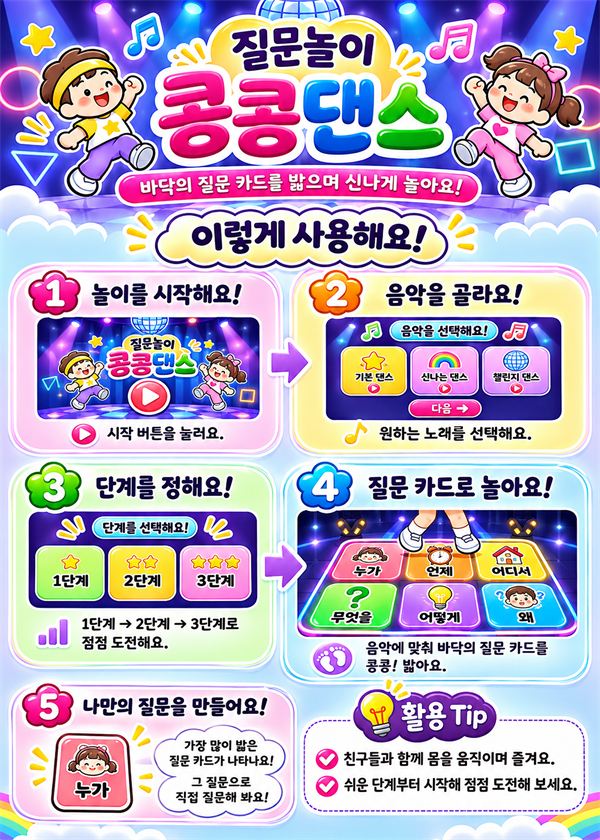 질문놀이
콩콩댄스
바닥의 질문 카드를 밟으며 신나게 놀아요!
이렇게 사용해요!
1 놀이를 시작해요!
질문놀이
콩콩댄스
시작 버튼을 눌러요.
2 음악을 골라요!
음악을 선택해요!
기본 댄스
신나는 댄스
챌린지 댄스
다음 →
원하는 노래를 선택해요.
3 단계를 정해요!
단계를 선택해요!
1단계
2단계
3단계
1단계 → 2단계 → 3단계로
점점 도전해요.
4 질문 카드로 놀아요!
누가
언제
어디서
무엇을
어떻게
왜
음악에 맞춰 바닥의 질문 카드를
콩콩! 밟아요.
5 나만의 질문을 만들어요!
누가
가장 많이 밟은
질문 카드가 나타나요!
그 질문으로
직접 질문해 봐요!
활용 Tip
친구들과 함께 몸을 움직이며 즐겨요.
쉬운 단계부터 시작해 점점 도전해 보세요.